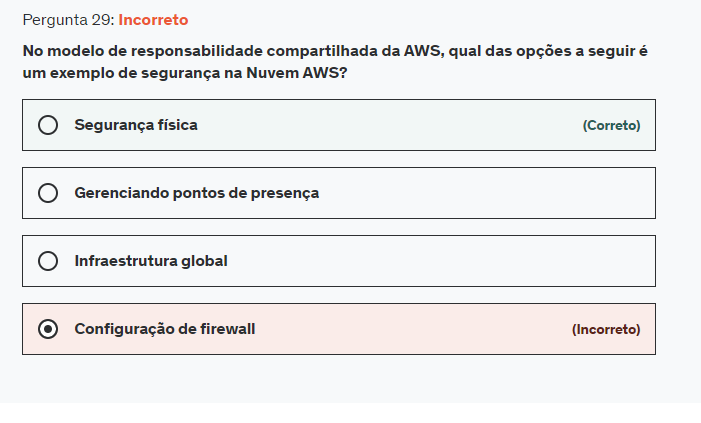 Pergunta 29: Incorreto
No modelo de responsabilidade compartilhada da AWS, qual das opções a seguir é
um exemplo de segurança na Nuvem AWS?
Segurança física (Correto)
Gerenciando pontos de presença
Infraestrutura global
Configuração de firewall (Incorreto)